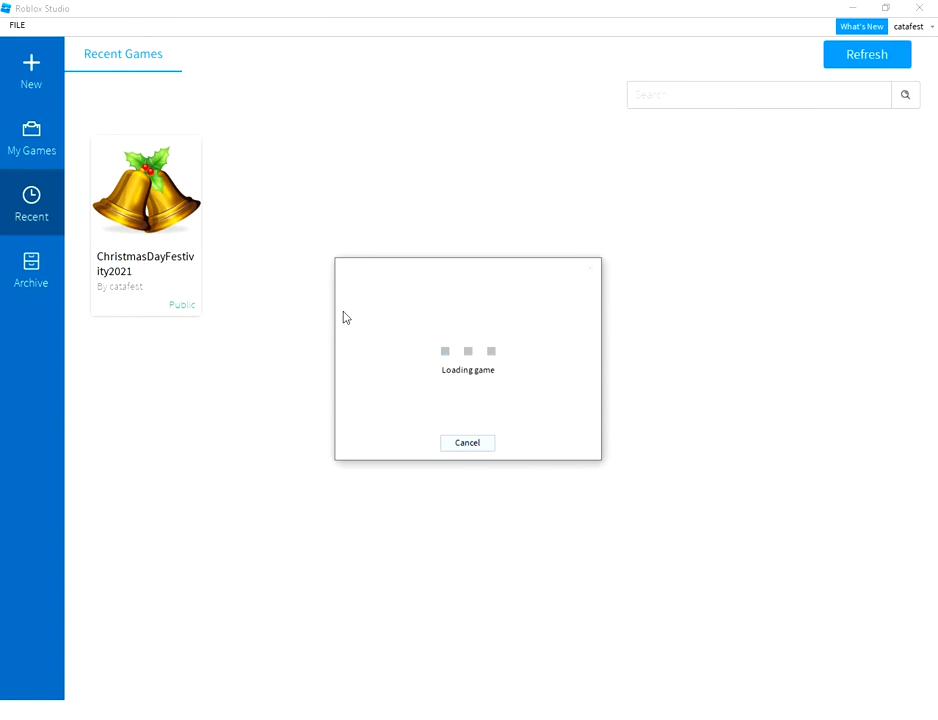 Roblox Studio
FILE
What's New
catafest
New
My Games
Recent
Archive
Recent Games
Refresh
Search
ChristmasDayFestiv
ity2021
By catafest
Public
Loading game
Cancel